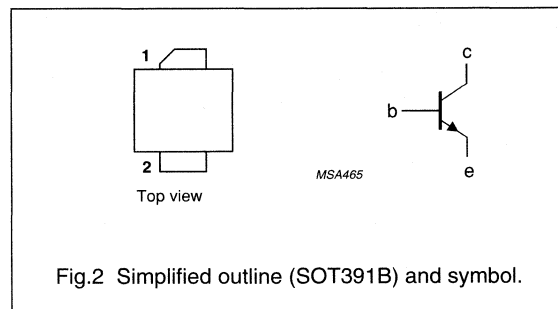 1
2
Top view
MSA465
c
b
e
Fig.2 Simplified outline (SOT391B) and symbol.